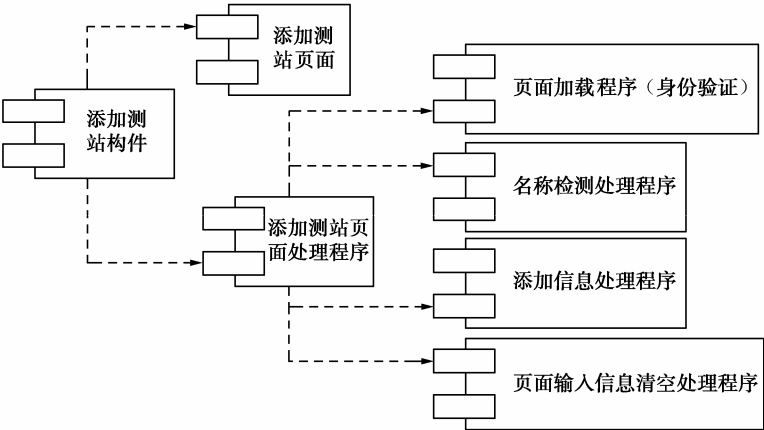 添加测
站页面
添加测
站构件
页面加载程序（身份验证）
名称检测处理程序
添加测站页
面处理程序
添加信息处理程序
页面输入信息清空处理程序